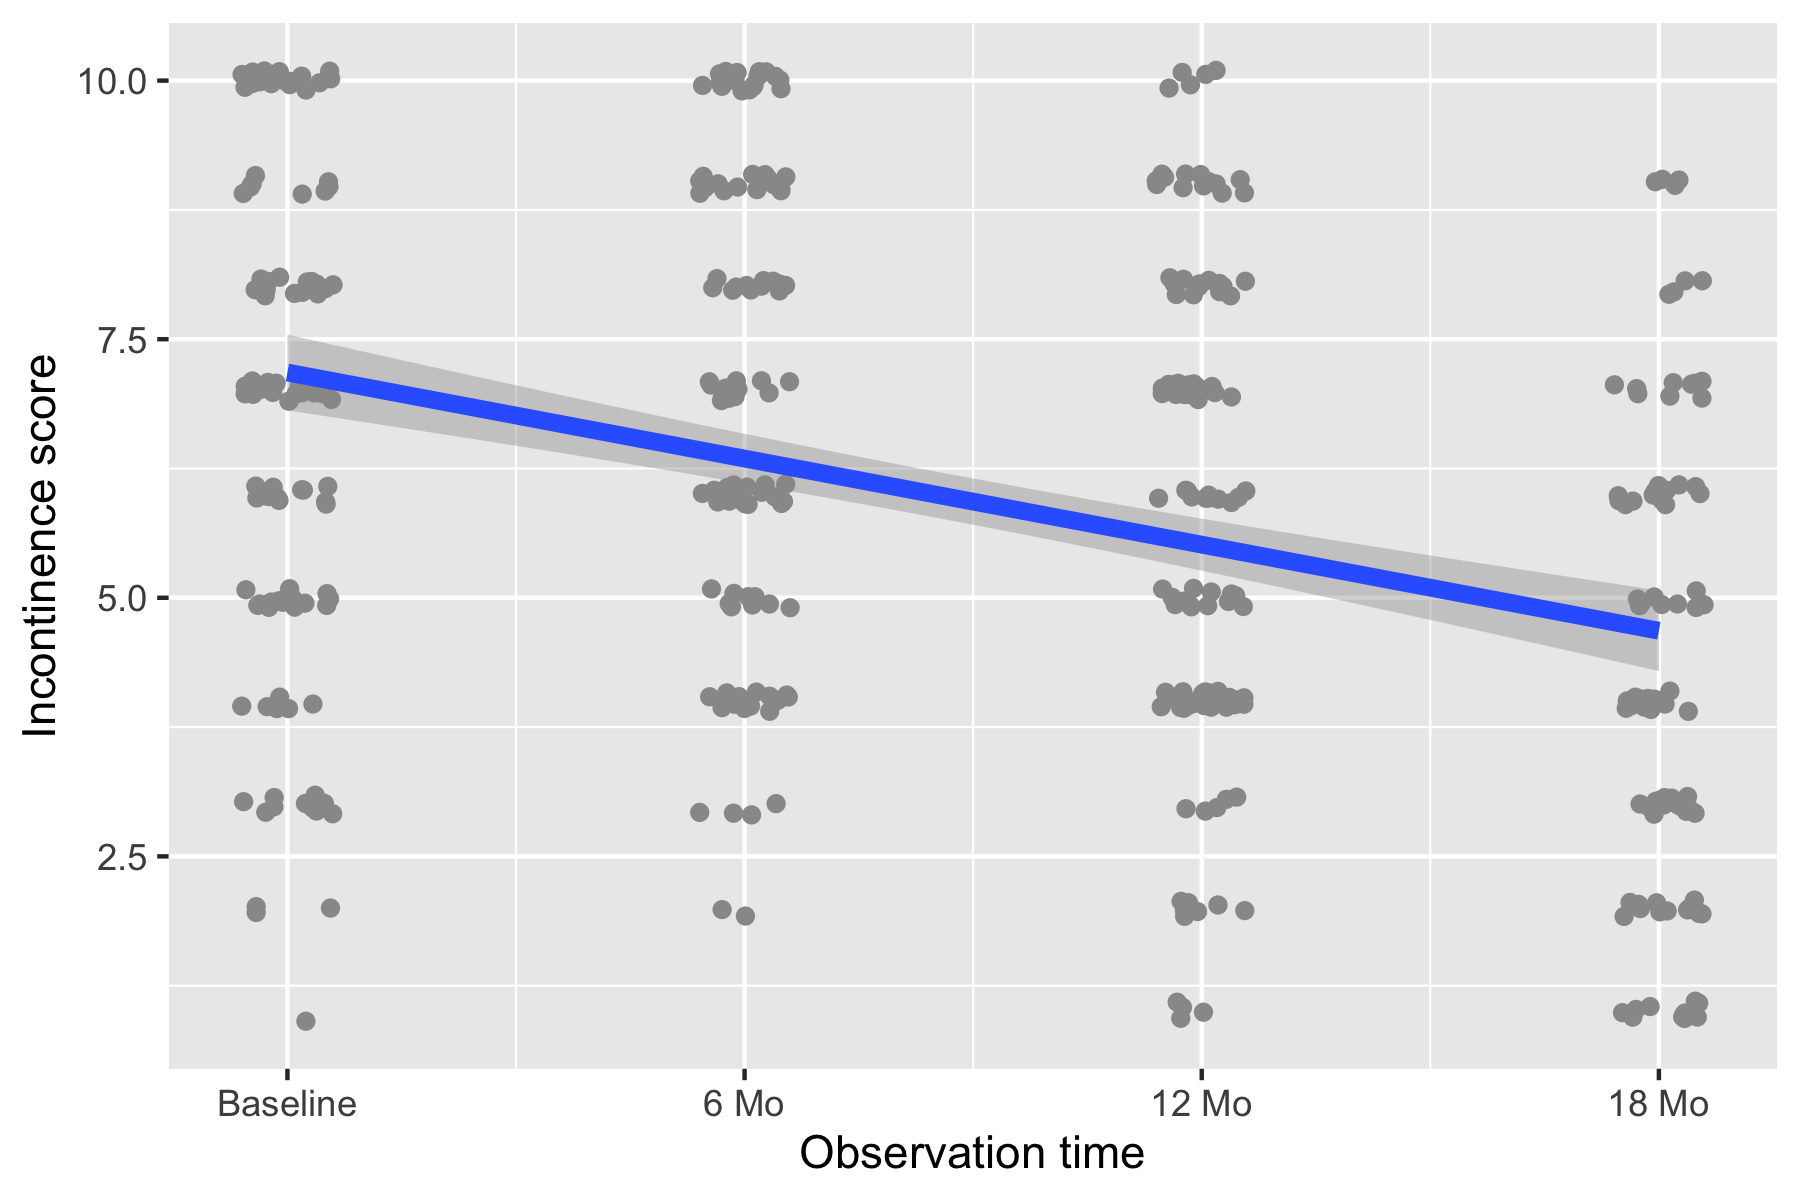 Incontinence score
10.0
7.5
5.0
2.5
Baseline
6 Mo
12 Mo
18 Mo
Observation time